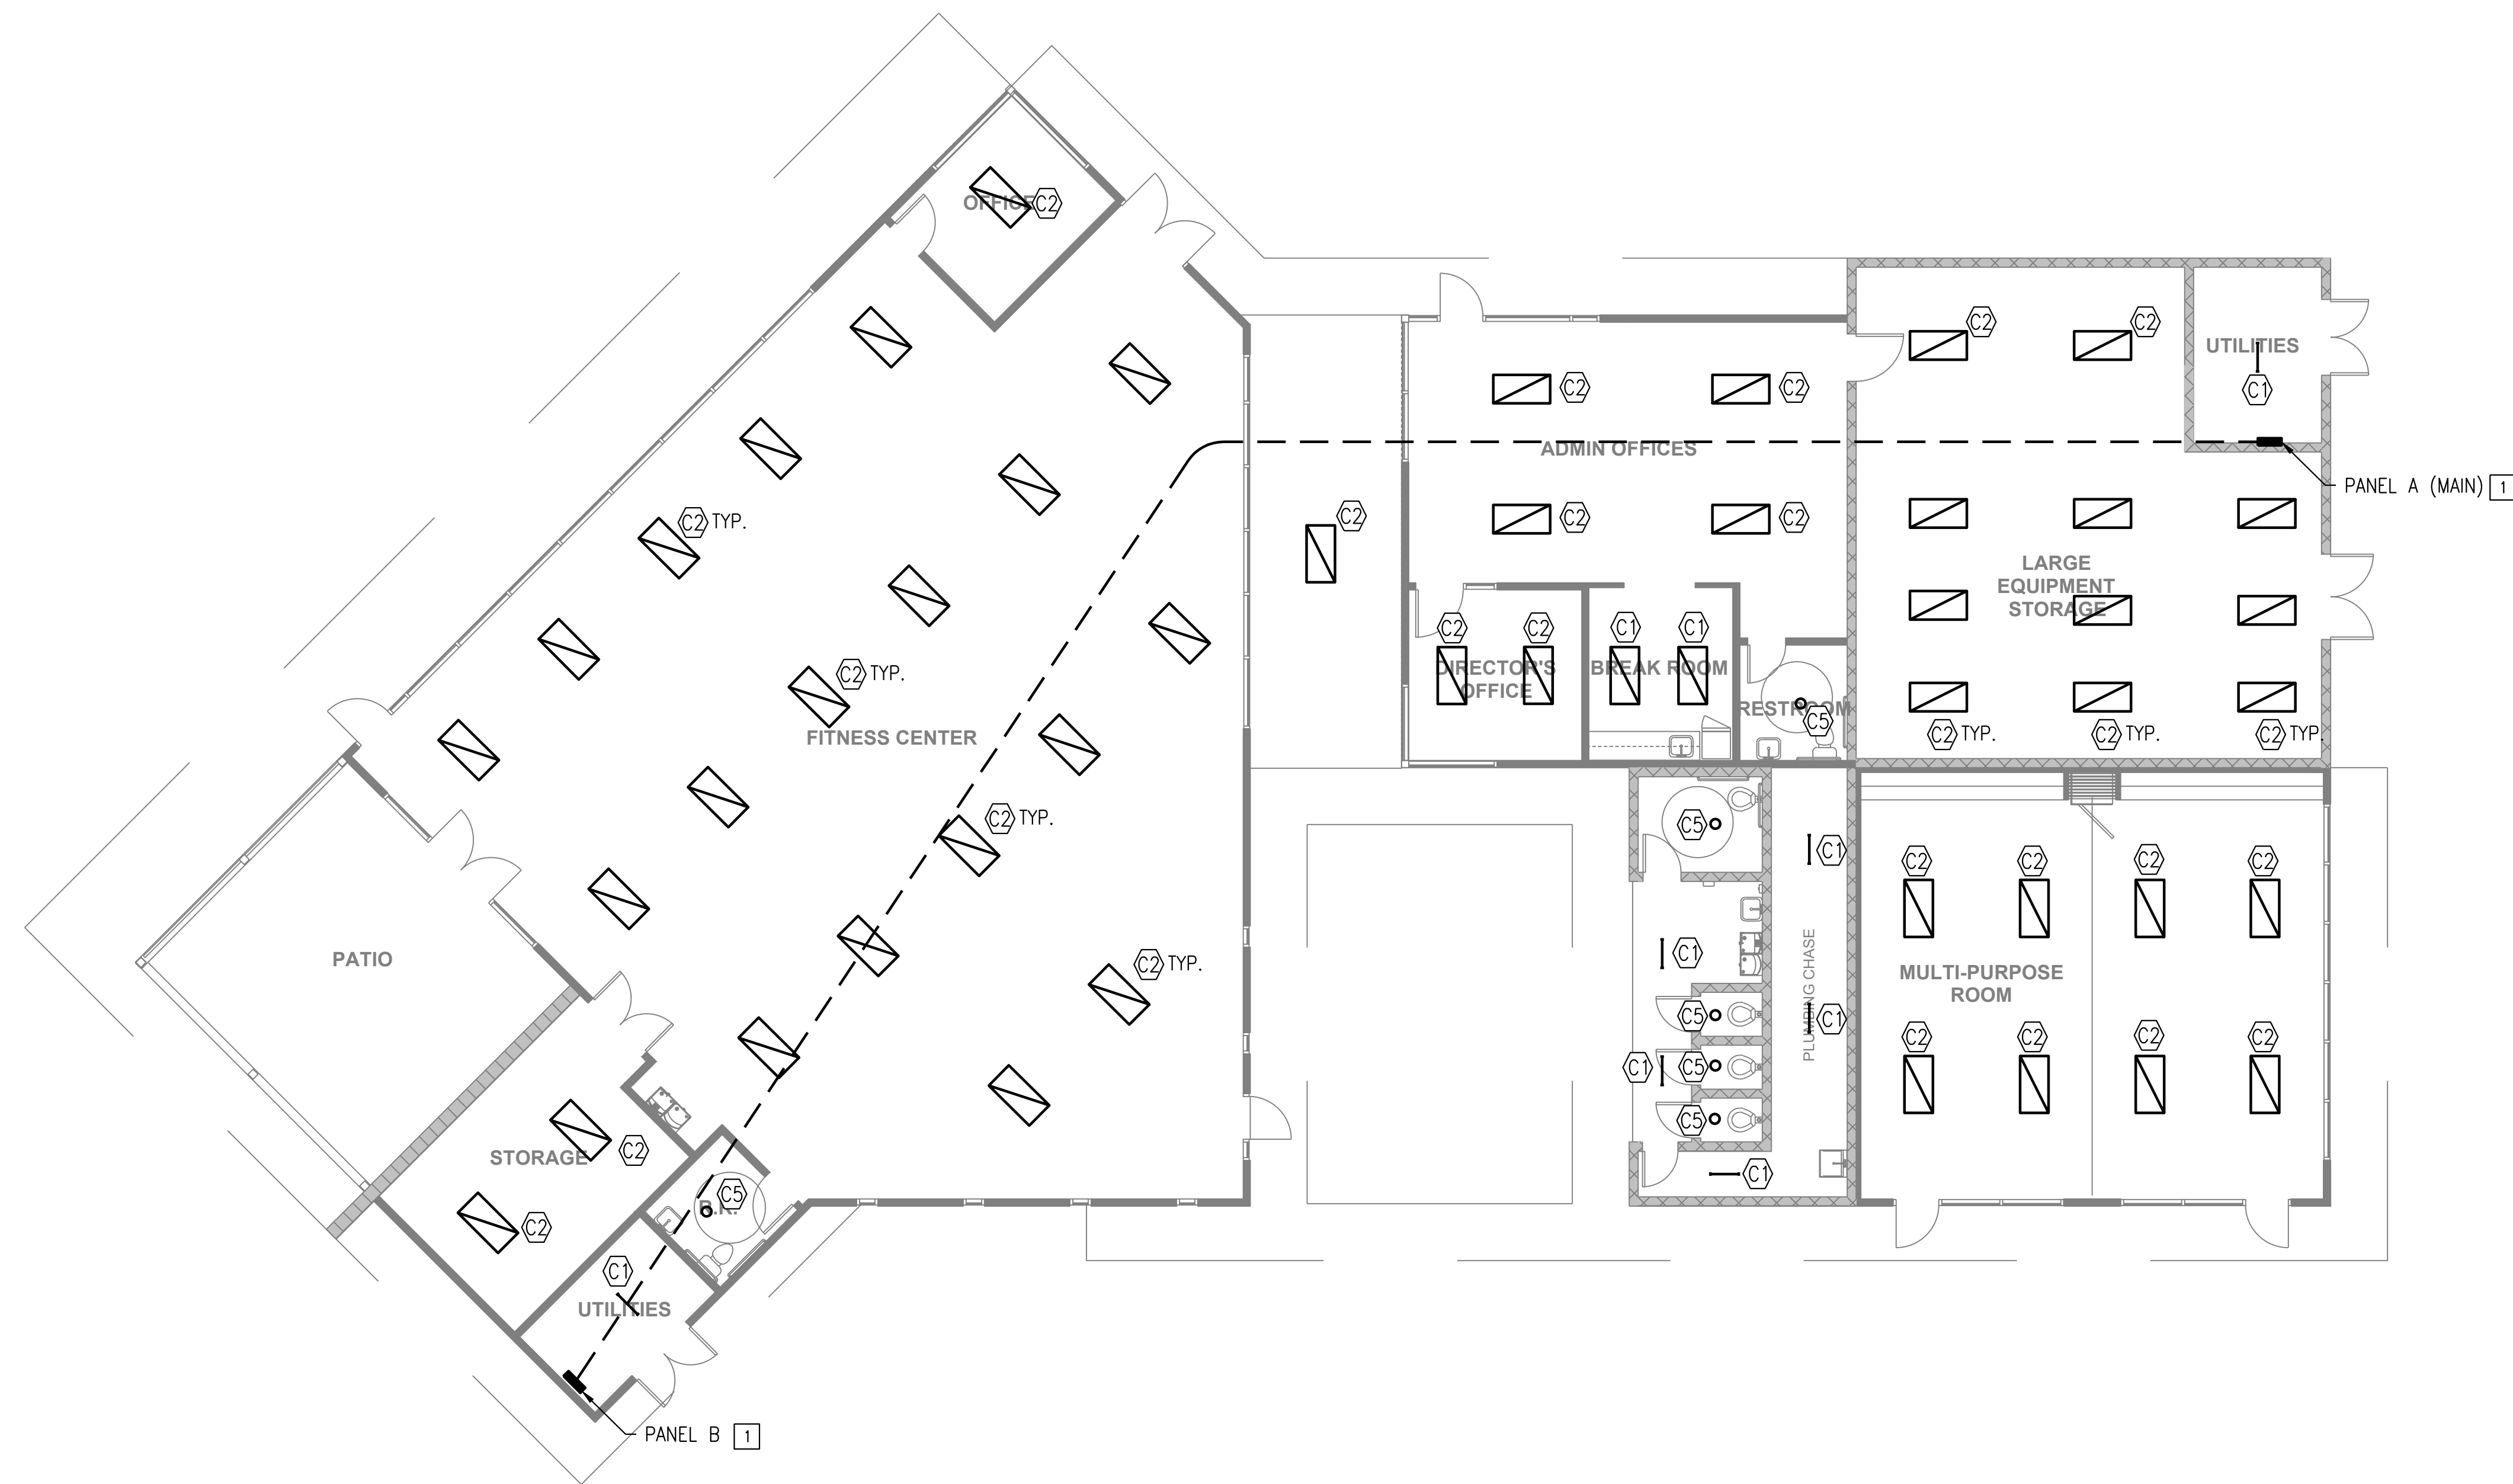 OFFICE
C2
C2 TYP.
C2 TYP.
FITNESS CENTER
C2 TYP.
C2 TYP.
PATIO
STORAGE
C2
C2
B.R.
C5
C1
UTILITIES
PANEL B 1
C2
C2
C2
ADMIN OFFICES
C2
C2
C2
C2
DIRECTOR'S
OFFICE
C1
C1
BREAK ROOM
RESTROOM
C5
C2
C2
UTILITIES
C1
PANEL A (MAIN) 1
LARGE
EQUIPMENT
STORAGE
C2 TYP.
C2 TYP.
C2 TYP.
C5
C1
C1
C5
C1
C1
C5
C5
C1
PLUMBING CHASE
C2
C2
C2
C2
MULTI-PURPOSE
ROOM
C2
C2
C2
C2